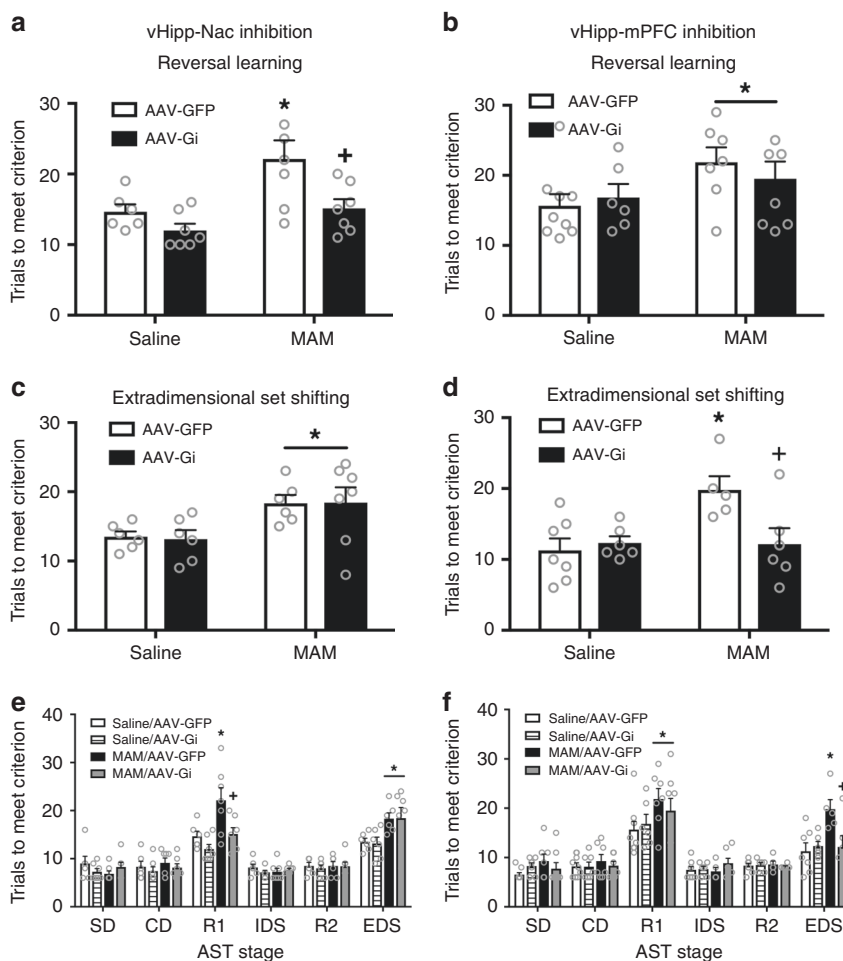 a
vHipp-Nac inhibition
Reversal learning
Trials to meet criterion
30
20
10
0
AAV-GFP
AAV-Gi
*
+
Saline
MAM
b
vHipp-mPFC inhibition
Reversal learning
Trials to meet criterion
30
20
10
0
AAV-GFP
AAV-Gi
*
Saline
MAM
c
Extradimensional set shifting
Trials to meet criterion
30
20
10
0
AAV-GFP
AAV-Gi
*
Saline
MAM
d
Extradimensional set shifting
Trials to meet criterion
30
20
10
0
AAV-GFP
AAV-Gi
*
+
Saline
MAM
e
Trials to meet criterion
40
30
20
10
0
Saline/AAV-GFP
Saline/AAV-Gi
MAM/AAV-GFP
MAM/AAV-Gi
*
+
*
SD CD R1 IDS R2 EDS
AST stage
f
Trials to meet criterion
40
30
20
10
0
Saline/AAV-GFP
Saline/AAV-Gi
MAM/AAV-GFP
MAM/AAV-Gi
*
*
+
SD CD R1 IDS R2 EDS
AST stage